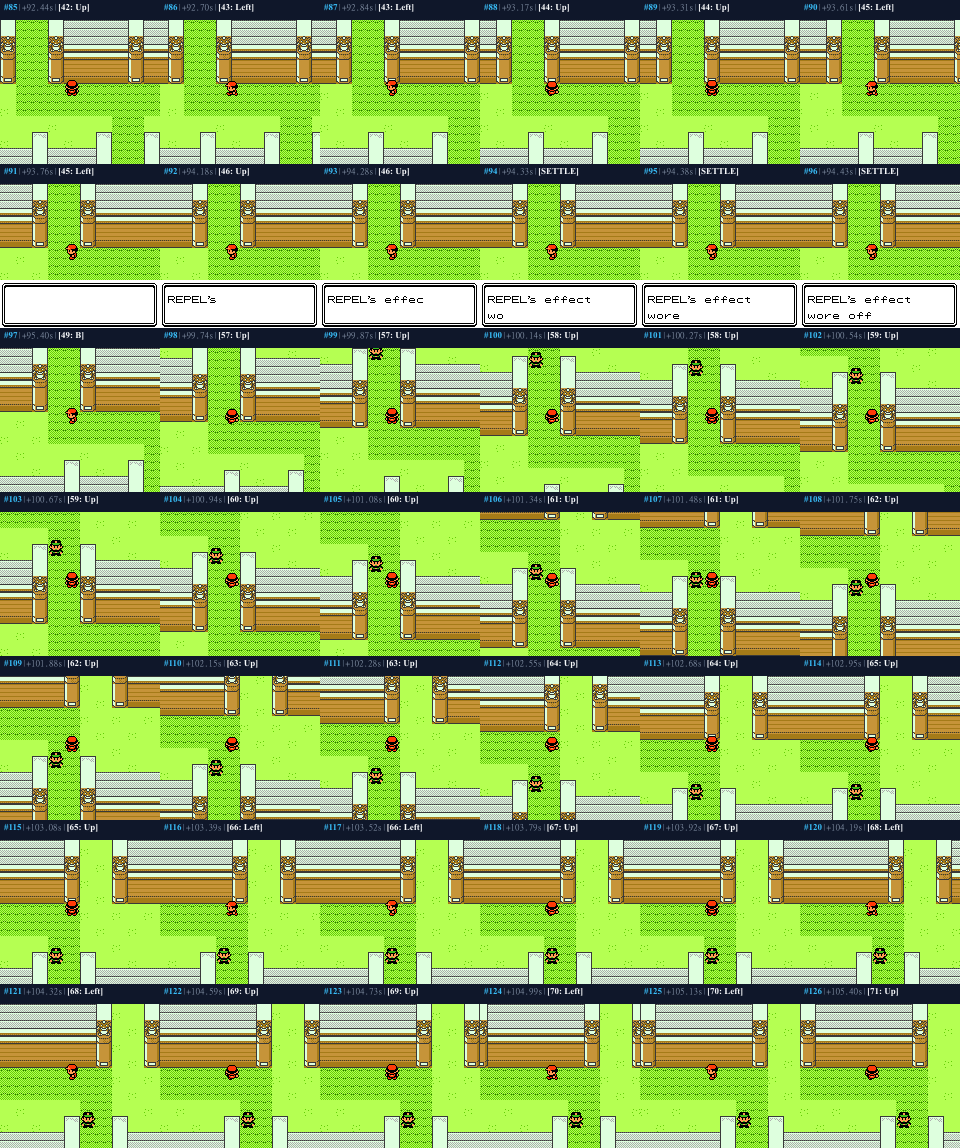 #85|+92.44s|[42: Up] #86|+92.70s|[43: Left] #87|+92.84s|[43: Left] #88|+93.17s|[44: Up] #89|+93.31s|[44: Up] #90|+93.61s|[45: Left]
#91|+93.76s|[45: Left] #92|+94.18s|[46: Up] #93|+94.28s|[46: Up] #94|+94.33s|[SETTLE] #95|+94.38s|[SETTLE] #96|+94.43s|[SETTLE]
REPEL's REPEL's effec REPEL's effect REPEL's effect REPEL's effect
wo wore wore off
#97|+95.40s|[49: B] #98|+99.74s|[57: Up] #99|+99.87s|[57: Up] #100|+100.14s|[58: Up] #101|+100.27s|[58: Up] #102|+100.54s|[59: Up]
#103|+100.67s|[59: Up] #104|+100.94s|[60: Up] #105|+101.08s|[60: Up] #106|+101.34s|[61: Up] #107|+101.48s|[61: Up] #108|+101.75s|[62: Up]
#109|+101.88s|[62: Up] #110|+102.15s|[63: Up] #111|+102.28s|[63: Up] #112|+102.55s|[64: Up] #113|+102.68s|[64: Up] #114|+102.95s|[65: Up]
#115|+103.08s|[65: Up] #116|+103.39s|[66: Left] #117|+103.52s|[66: Left] #118|+103.79s|[67: Up] #119|+103.92s|[67: Up] #120|+104.19s|[68: Left]
#121|+104.32s|[68: Left] #122|+104.59s|[69: Up] #123|+104.73s|[69: Up] #124|+104.99s|[70: Left] #125|+105.13s|[70: Left] #126|+105.40s|[71: Up]